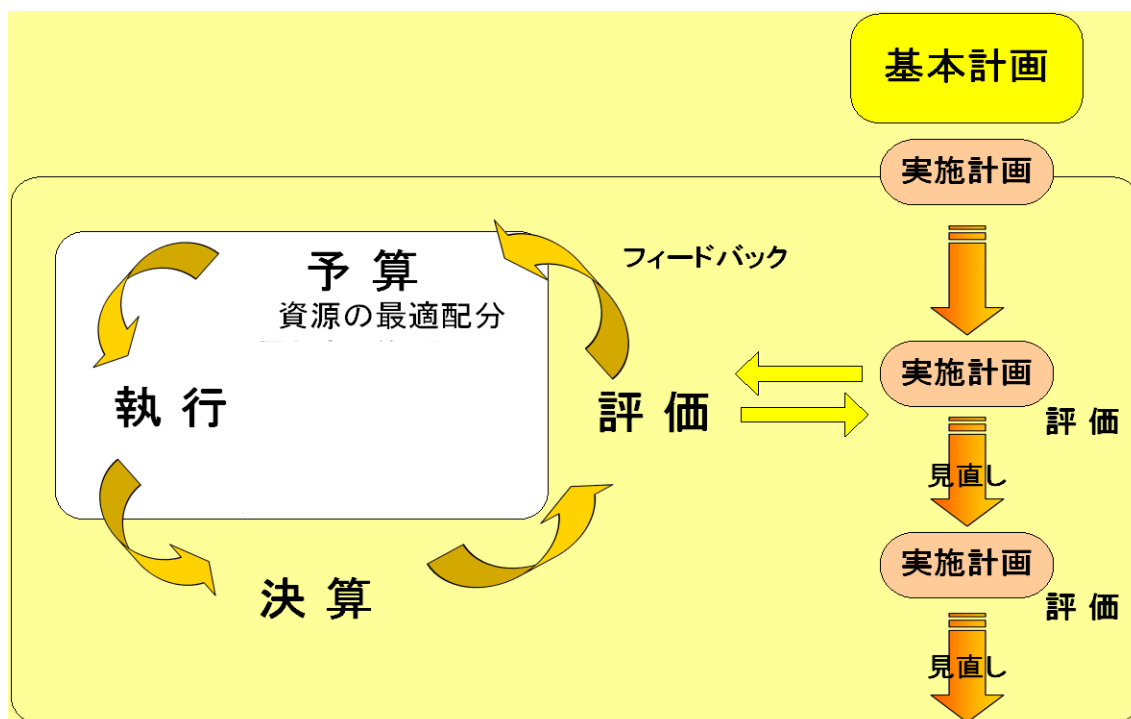 基本計画
実施計画
フィードバック
予 算
資源の最適配分
執 行
評 価
決 算
実施計画
評 価
見直し
実施計画
評 価
見直し